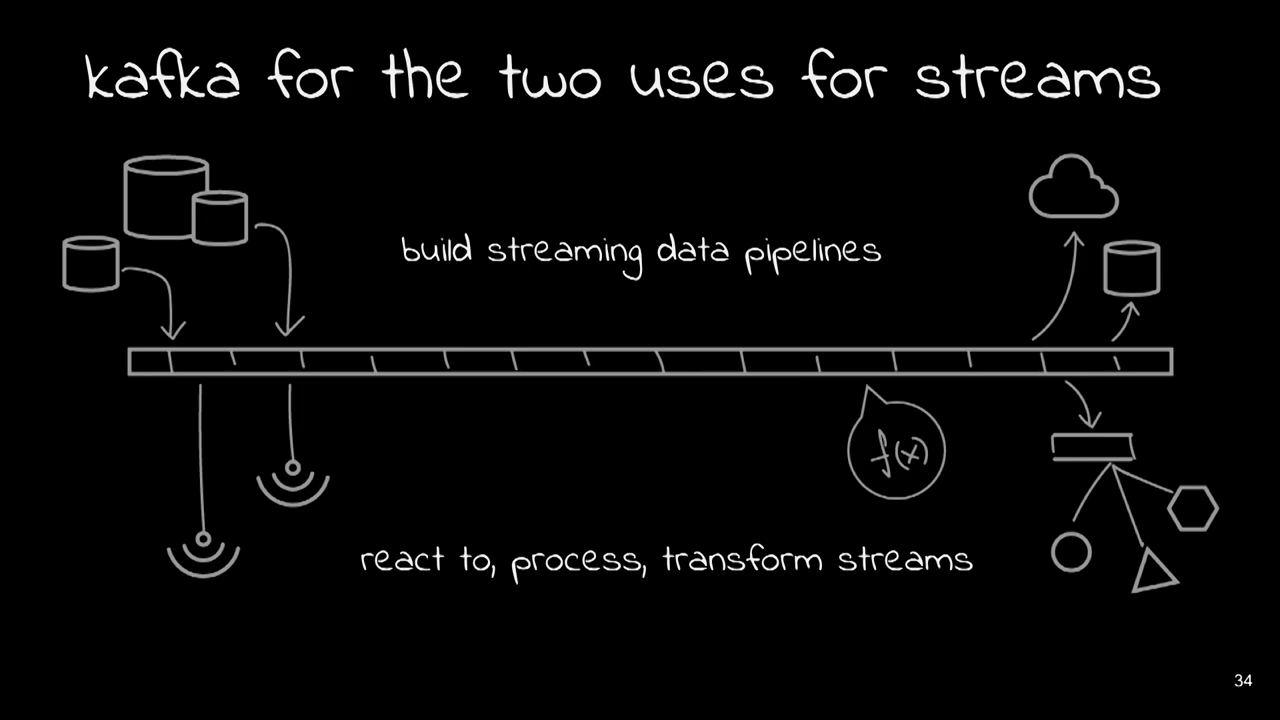 kafka for the two uses for streams
build streaming data pipelines
f(x)
react to, process, transform streams
34